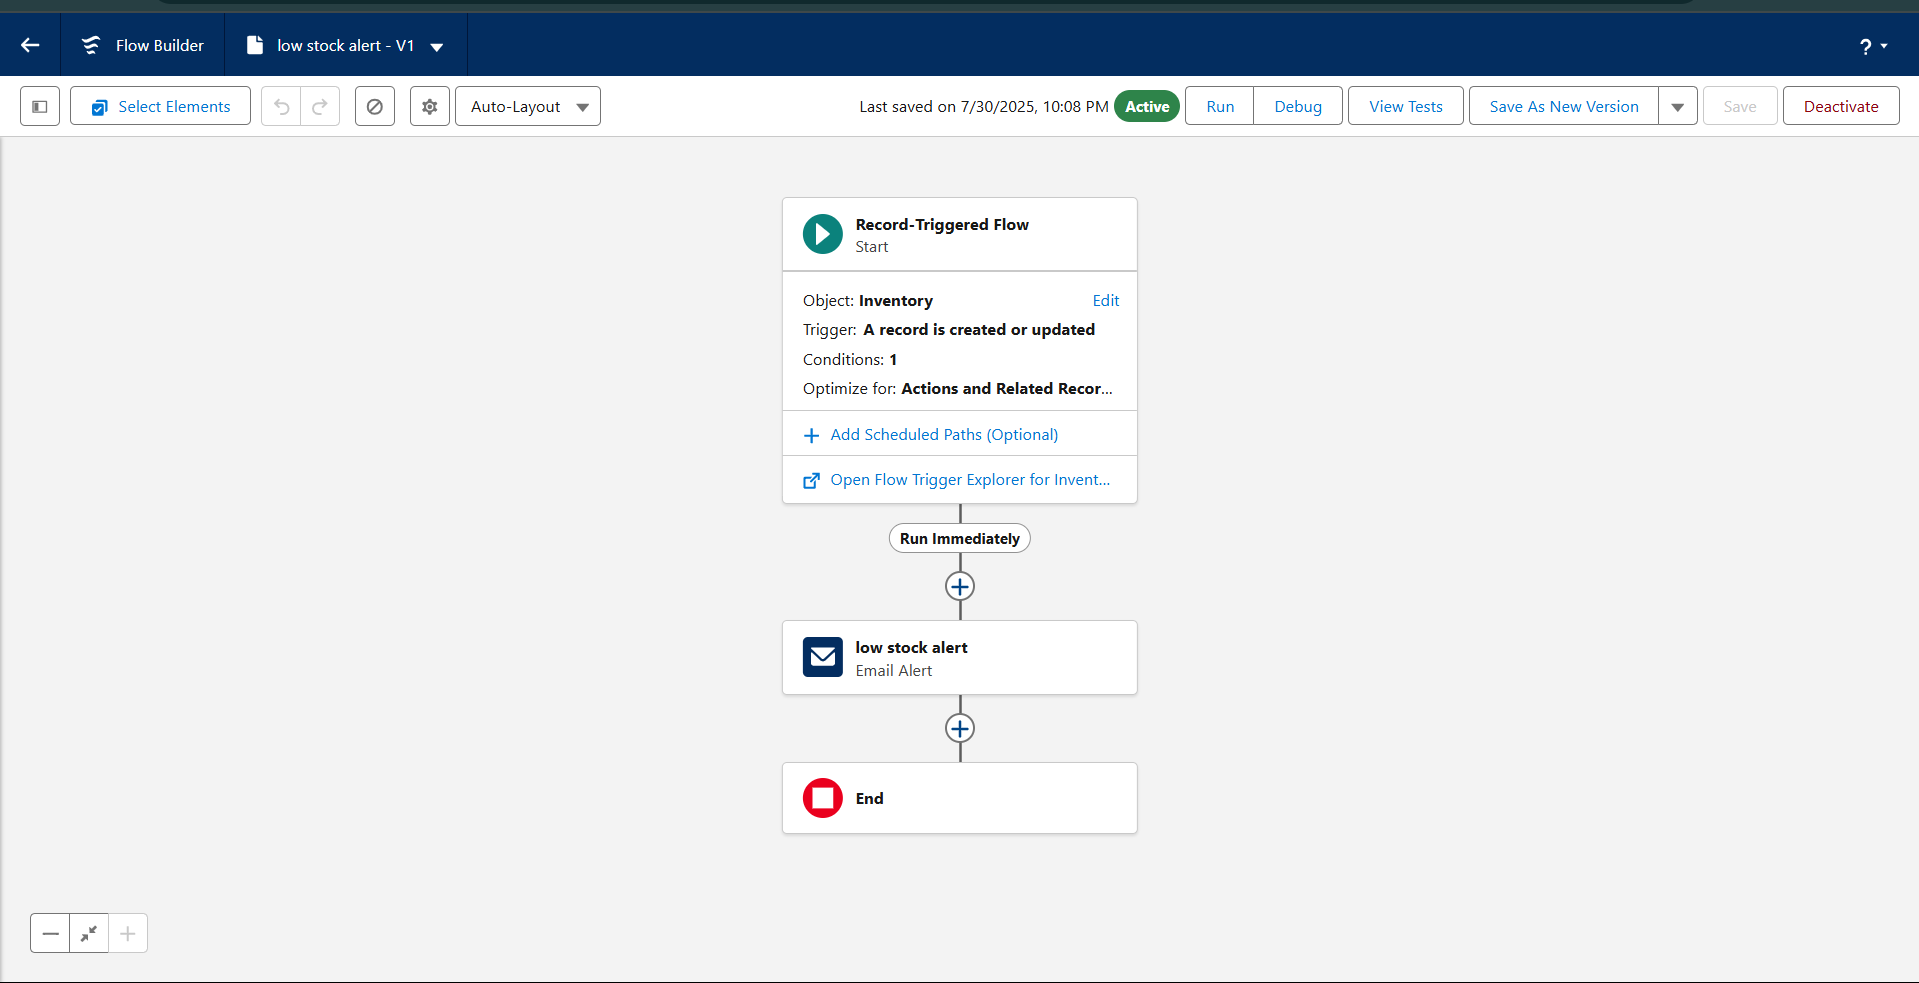 Flow Builder
low stock alert - V1
?
Select Elements
Auto-Layout
Last saved on 7/30/2025, 10:08 PM
Active
Run
Debug
View Tests
Save As New Version
Save
Deactivate
Record-Triggered Flow
Start
Object: Inventory
Edit
Trigger: A record is created or updated
Conditions: 1
Optimize for: Actions and Related Recor...
Add Scheduled Paths (Optional)
Open Flow Trigger Explorer for Invent...
Run Immediately
low stock alert
Email Alert
End